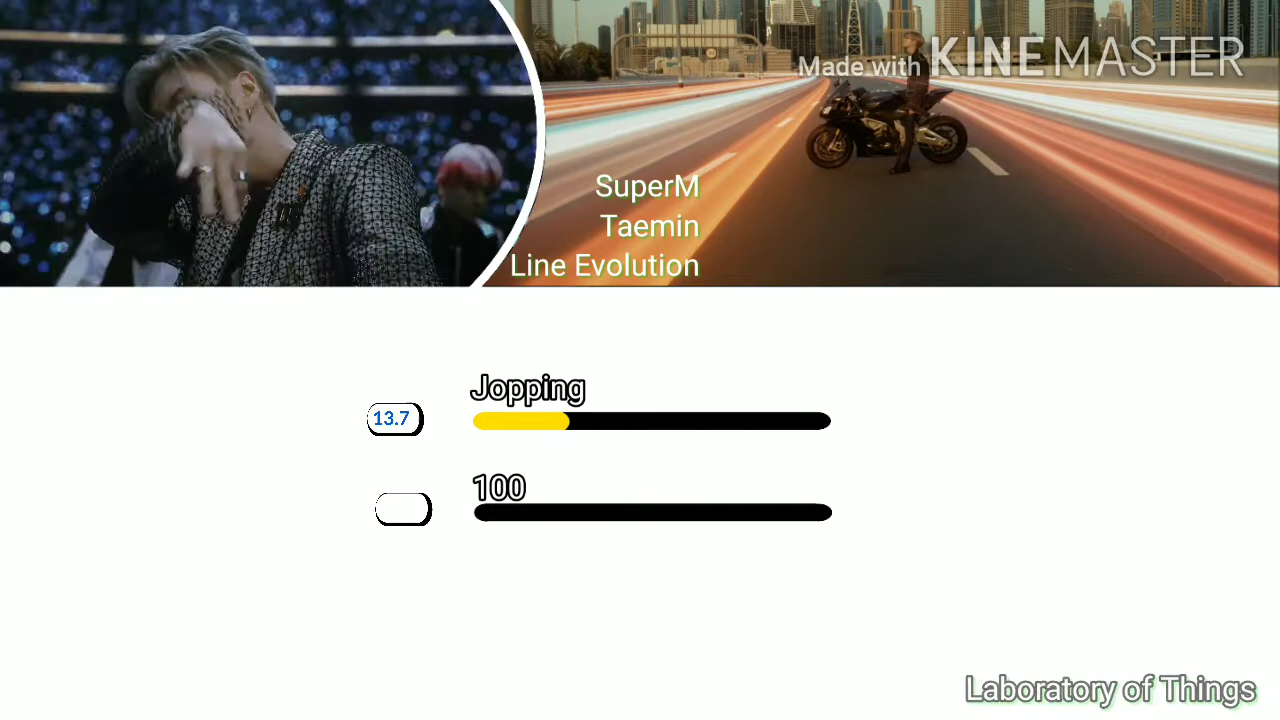 Made with KINEMASTER
SuperM
Taemin
Line Evolution
Jopping
13.7
100
Laboratory of Things